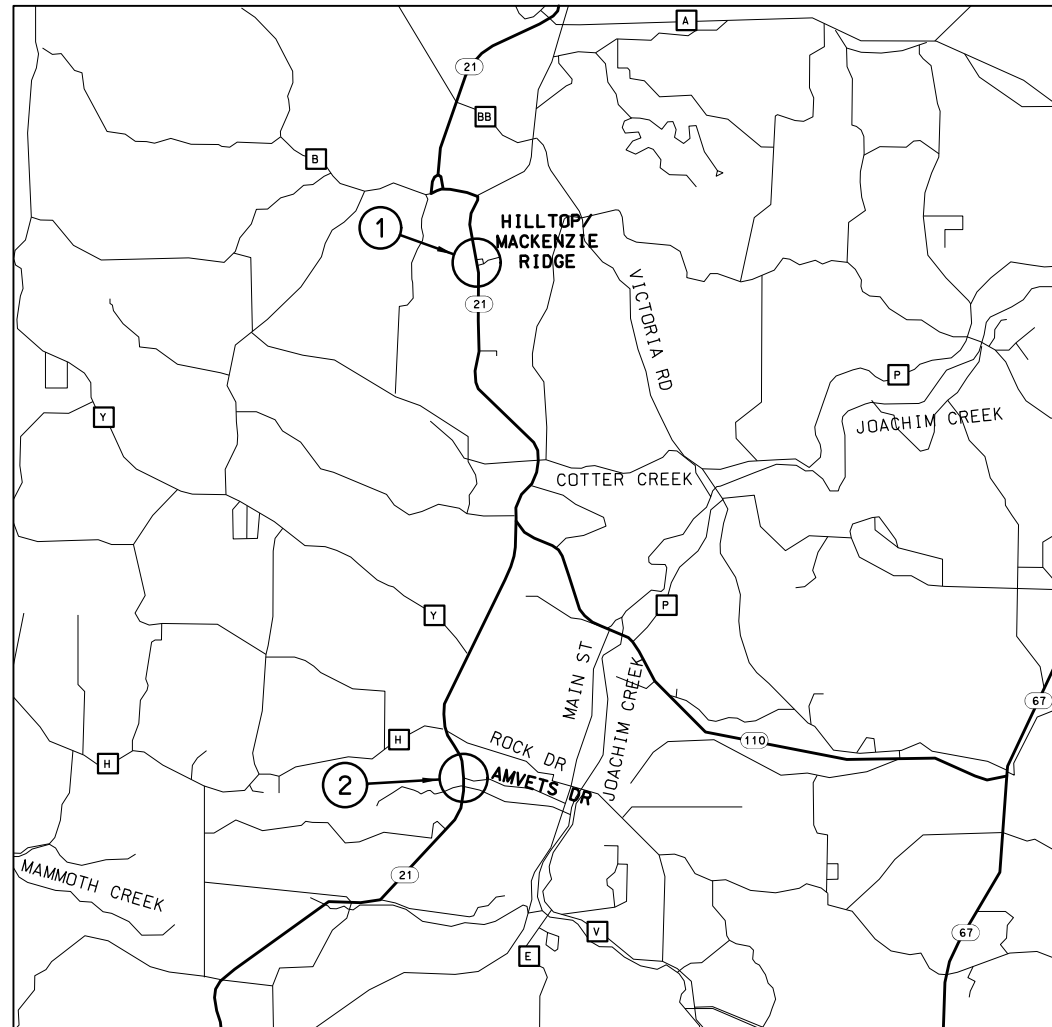 A
21
BB
B
1
HILLTOP/
MACKENZIE
RIDGE
21
VICTORIA RD
P
Y
JOACHIM CREEK
COTTER CREEK
P
Y
MAIN ST
JOACHIM CREEK
67
H
ROCK DR
110
H
2
AMVETS DR
21
MAMMOTH CREEK
V
67
E